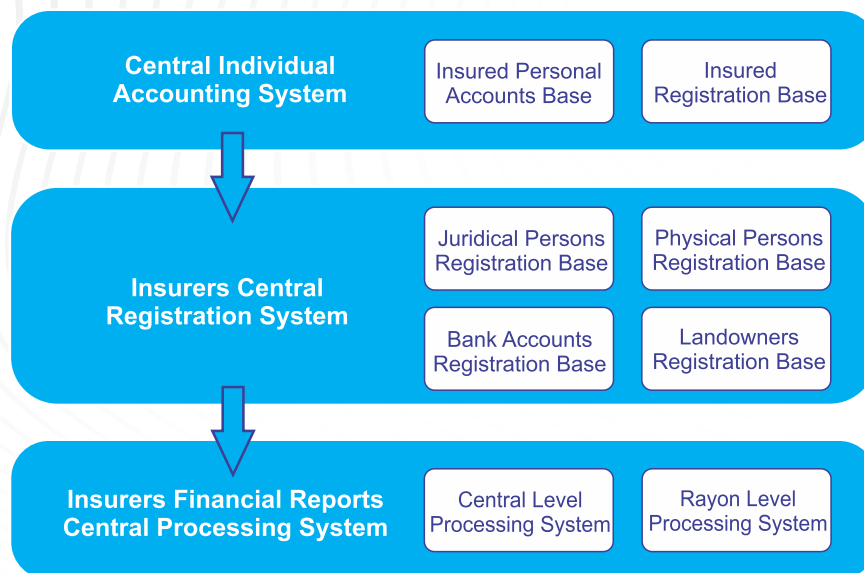 Central Individual
Accounting System
Insured Personal
Accounts Base
Insured
Registration Base
Insurers Central
Registration System
Juridical Persons
Registration Base
Physical Persons
Registration Base
Bank Accounts
Registration Base
Landowners
Registration Base
Insurers Financial Reports
Central Processing System
Central Level
Processing System
Rayon Level
Processing System